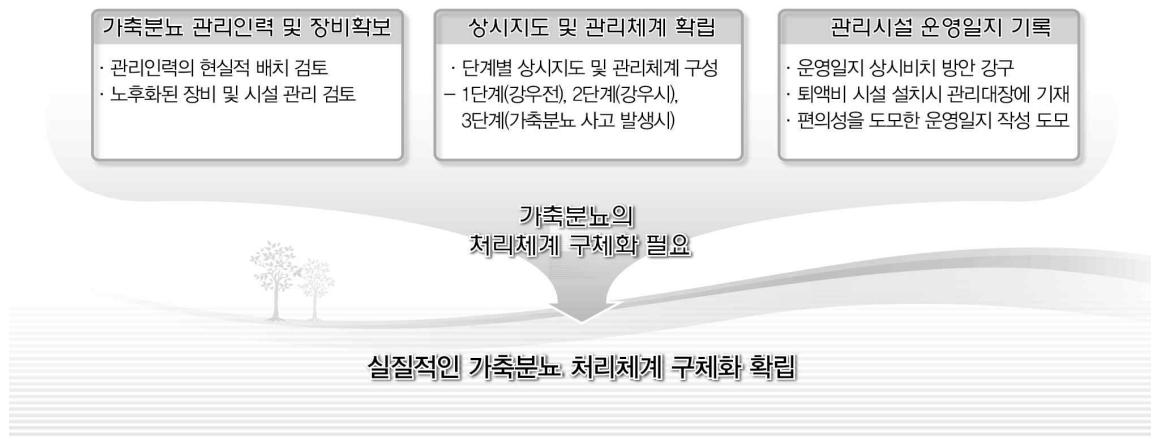 가축분뇨 관리인력 및 장비확보
· 관리인력의 현실적 배치 검토
· 노후화된 장비 및 시설 관리 검토
상시지도 및 관리체계 확립
· 단계별 상시지도 및 관리체계 구성
– 1단계(강우전), 2단계(강우시),
3단계(가축분뇨 사고 발생시)
관리시설 운영일지 기록
· 운영일지 상시비치 방안 강구
· 퇴액비 시설 설치시 관리대장에 기재
· 편의성을 도모한 운영일지 작성 도모
가축분뇨의
처리체계 구체화 필요
실질적인 가축분뇨 처리체계 구체화 확립